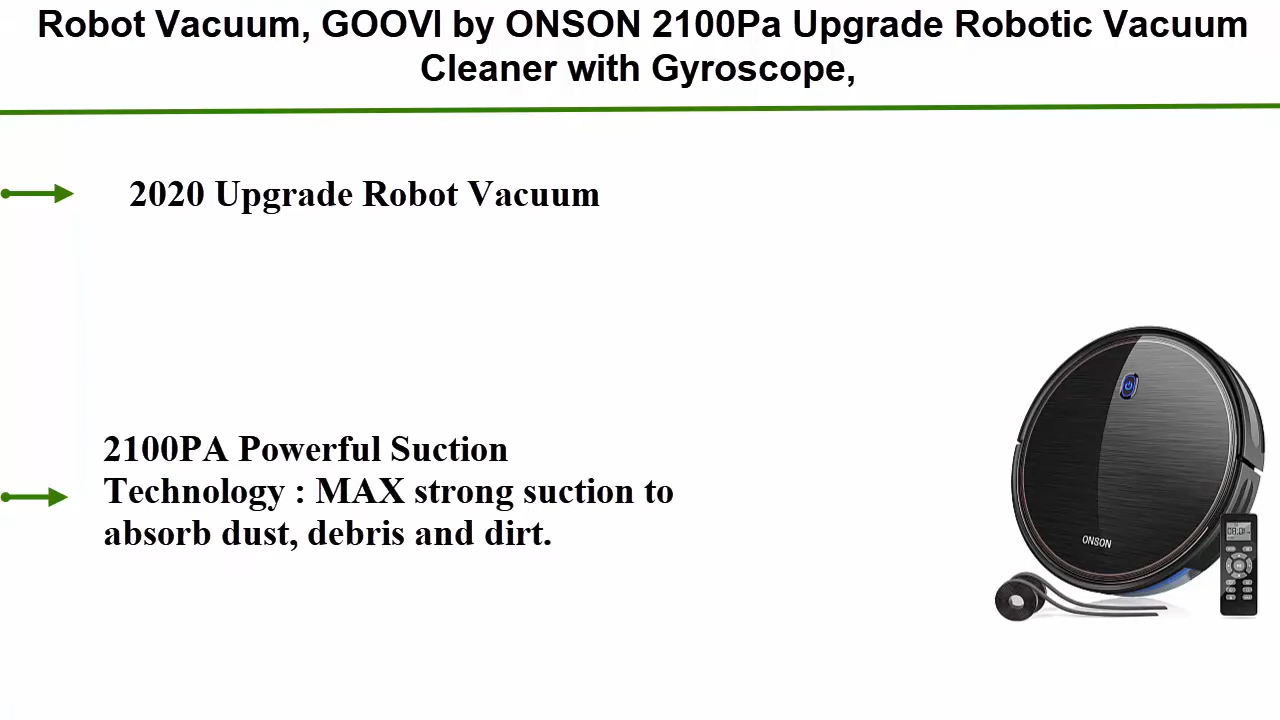 Robot Vacuum, GOOVI by ONSON 2100Pa Upgrade Robotic Vacuum
Cleaner with Gyroscope,
2020 Upgrade Robot Vacuum
2100PA Powerful Suction
Technology : MAX strong suction to
absorb dust, debris and dirt.
ONSON